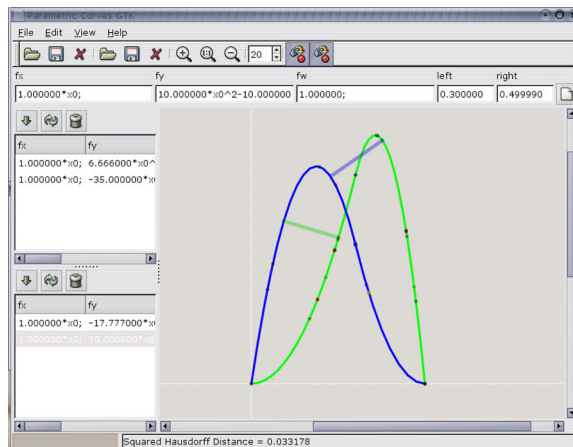 Parametric Curves GTK
File Edit View Help
20
fx fy fw left right
1.000000*x0; 10.000000*x0^2-10.000000 1.000000; 0.300000 0.499990
fx fy
1.000000*x0; 6.666000*x0^
1.000000*x0; -35.000000*x
fx fy
1.000000*x0; -17.777000*x
1.000000*x0; 10.000000*x0
Squared Hausdorff Distance = 0.033178